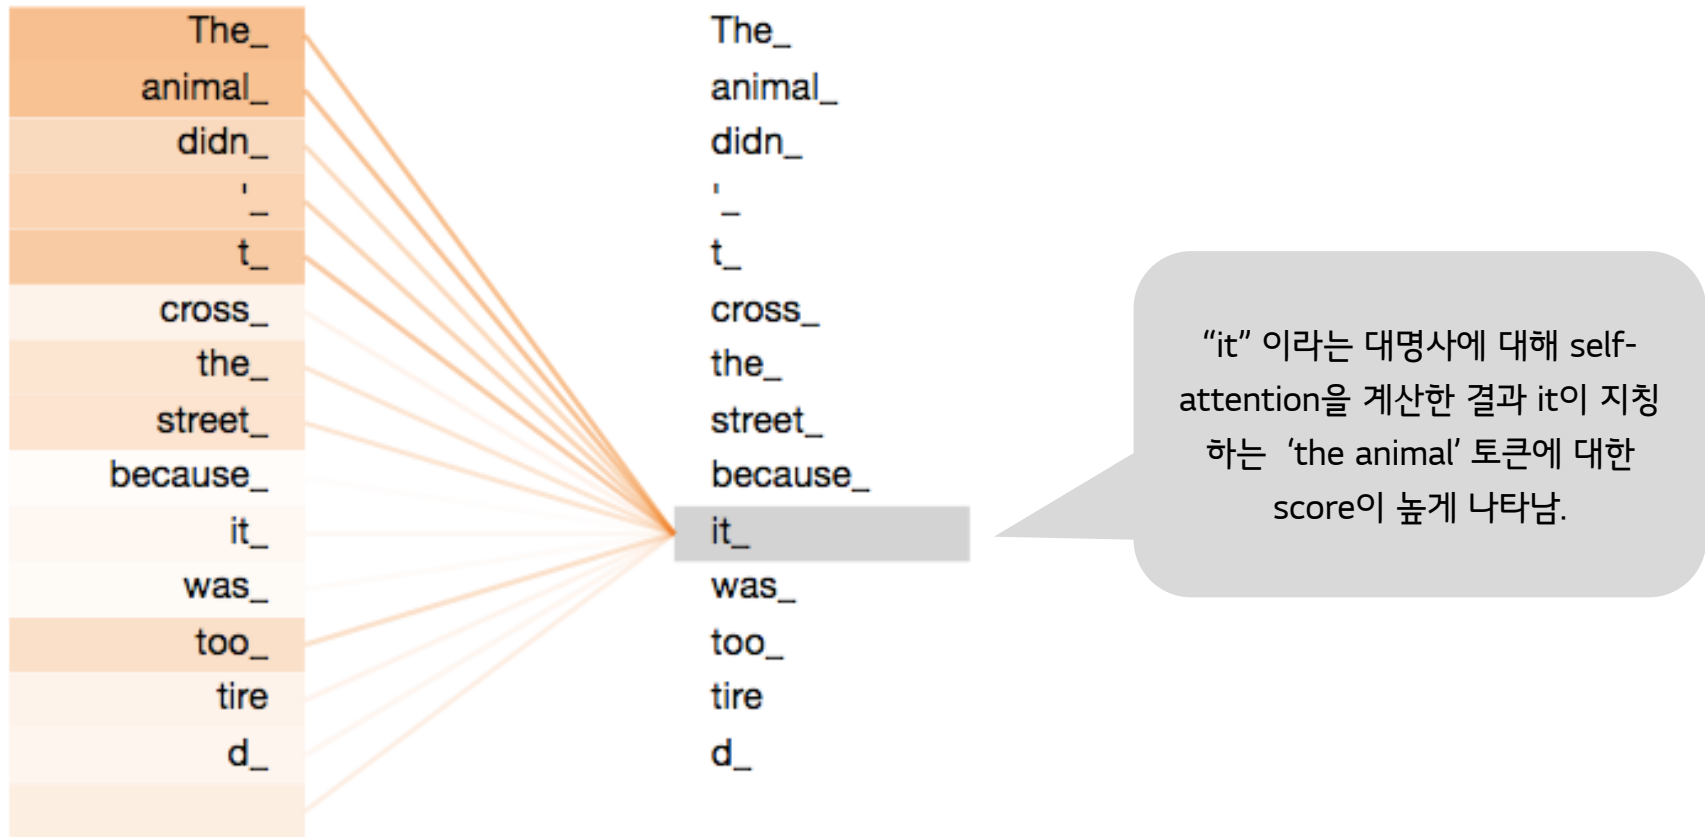 The_
animal_
didn_
'_
t_
cross_
the_
street_
because_
it_
was_
too_
tire
d_
The_
animal_
didn_
'_
t_
cross_
the_
street_
because_
it_
was_
too_
tire
d_
“it” 이라는 대명사에 대해 self-
attention을 계산한 결과 it이 지칭
하는 ‘the animal’ 토큰에 대한
score이 높게 나타남.